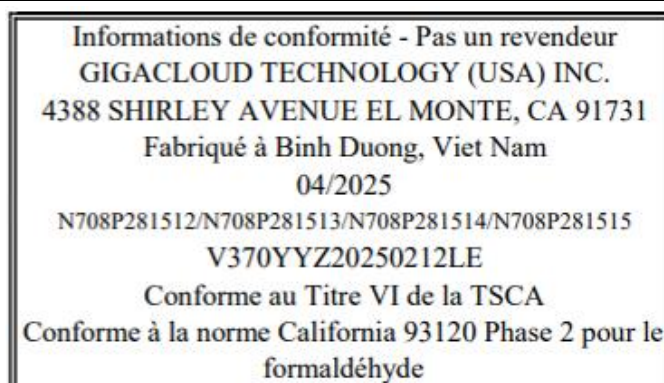 Informations de conformité - Pas un revendeur
GIGACLOUD TECHNOLOGY (USA) INC.
4388 SHIRLEY AVENUE EL MONTE, CA 91731
Fabriqué à Binh Duong, Viet Nam
04/2025
N708P281512/N708P281513/N708P281514/N708P281515
V370YYZ20250212LE
Conforme au Titre VI de la TSCA
Conforme à la norme California 93120 Phase 2 pour le
formaldéhyde